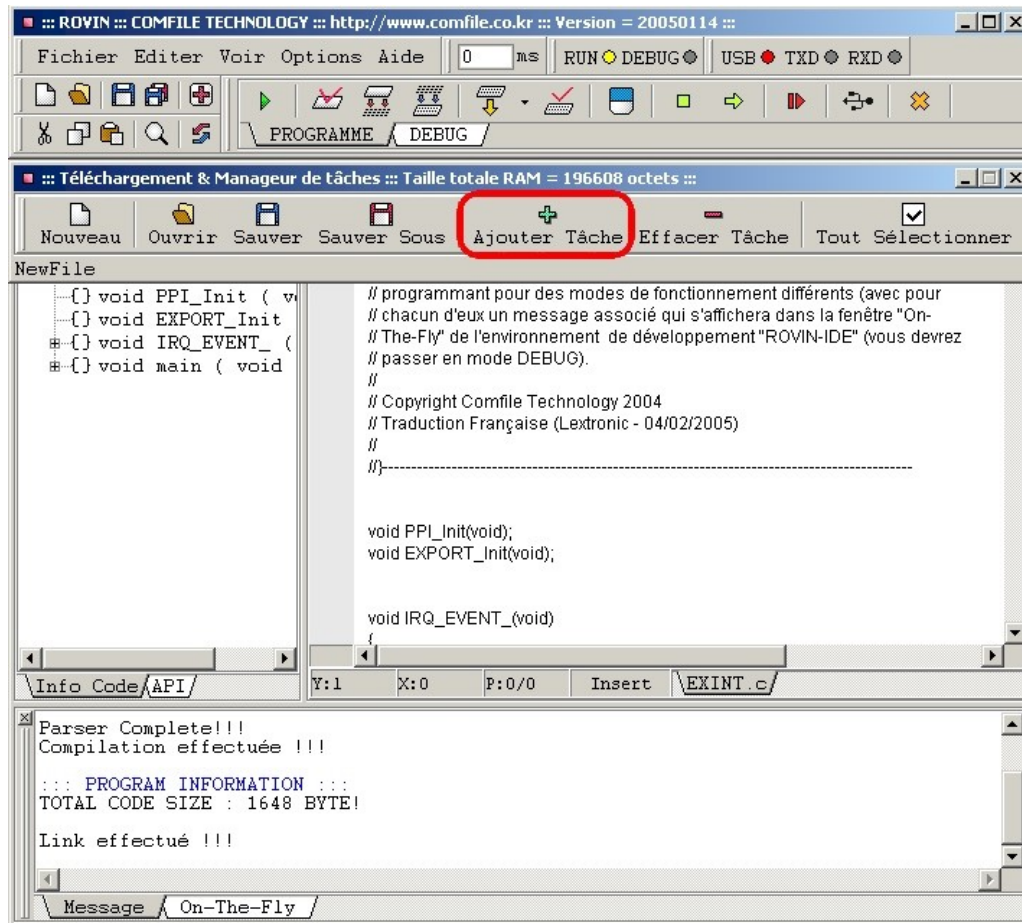 ::: ROVIN ::: COMFILE TECHNOLOGY ::: http://www.comfile.co.kr ::: Version = 20050114 :::
Fichier Editer Voir Options Aide 0 ms RUN DEBUG USB TXD RXD
PROGRAMME DEBUG
::: Téléchargement & Manageur de tâches ::: Taille totale RAM = 196608 octets :::
Nouveau Ouvrir Sauver Sauver Sous Ajouter Tâche Effacer Tâche Tout Sélectionner
NewFile
{} void PPI_Init ( v
{} void EXPORT_Init
{} void IRQ_EVENT_ (
{} void main ( void
// programmant pour des modes de fonctionnement différents (avec pour
// chacun d'eux un message associé qui s'affichera dans la fenêtre "On-
// The-Fly" de l'environnement de développement "ROVIN-IDE" (vous devrez
// passer en mode DEBUG).
//
// Copyright Comfile Technology 2004
// Traduction Française (Lextronic - 04/02/2005)
//
//}---------------------------------------------------------------------------------------------
void PPI_Init(void);
void EXPORT_Init(void);
void IRQ_EVENT_(void)
{
Info Code API
Y:1 X:0 P:0/0 Insert EXINT.c
Parser Complete!!!
Compilation effectuée !!!
::: PROGRAM INFORMATION :::
TOTAL CODE SIZE : 1648 BYTE!
Link effectué !!!
Message On-The-Fly